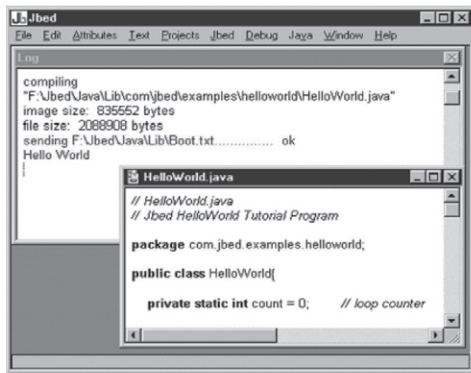 Jbed
File Edit Attributes Text Projects Jbed Debug Java Window Help
Log
compiling
"F:\Jbed\Java\Lib\com\jbed\examples\helloworld\HelloWorld.java"
image size: 835552 bytes
file size: 2088908 bytes
sending F:\Jbed\Java\Lib\Boot.txt............... ok
Hello World
HelloWorld.java
// HelloWorld.java
// Jbed HelloWorld Tutorial Program
package com.jbed.examples.helloworld;
public class HelloWorld{
private static int count = 0; // loop counter